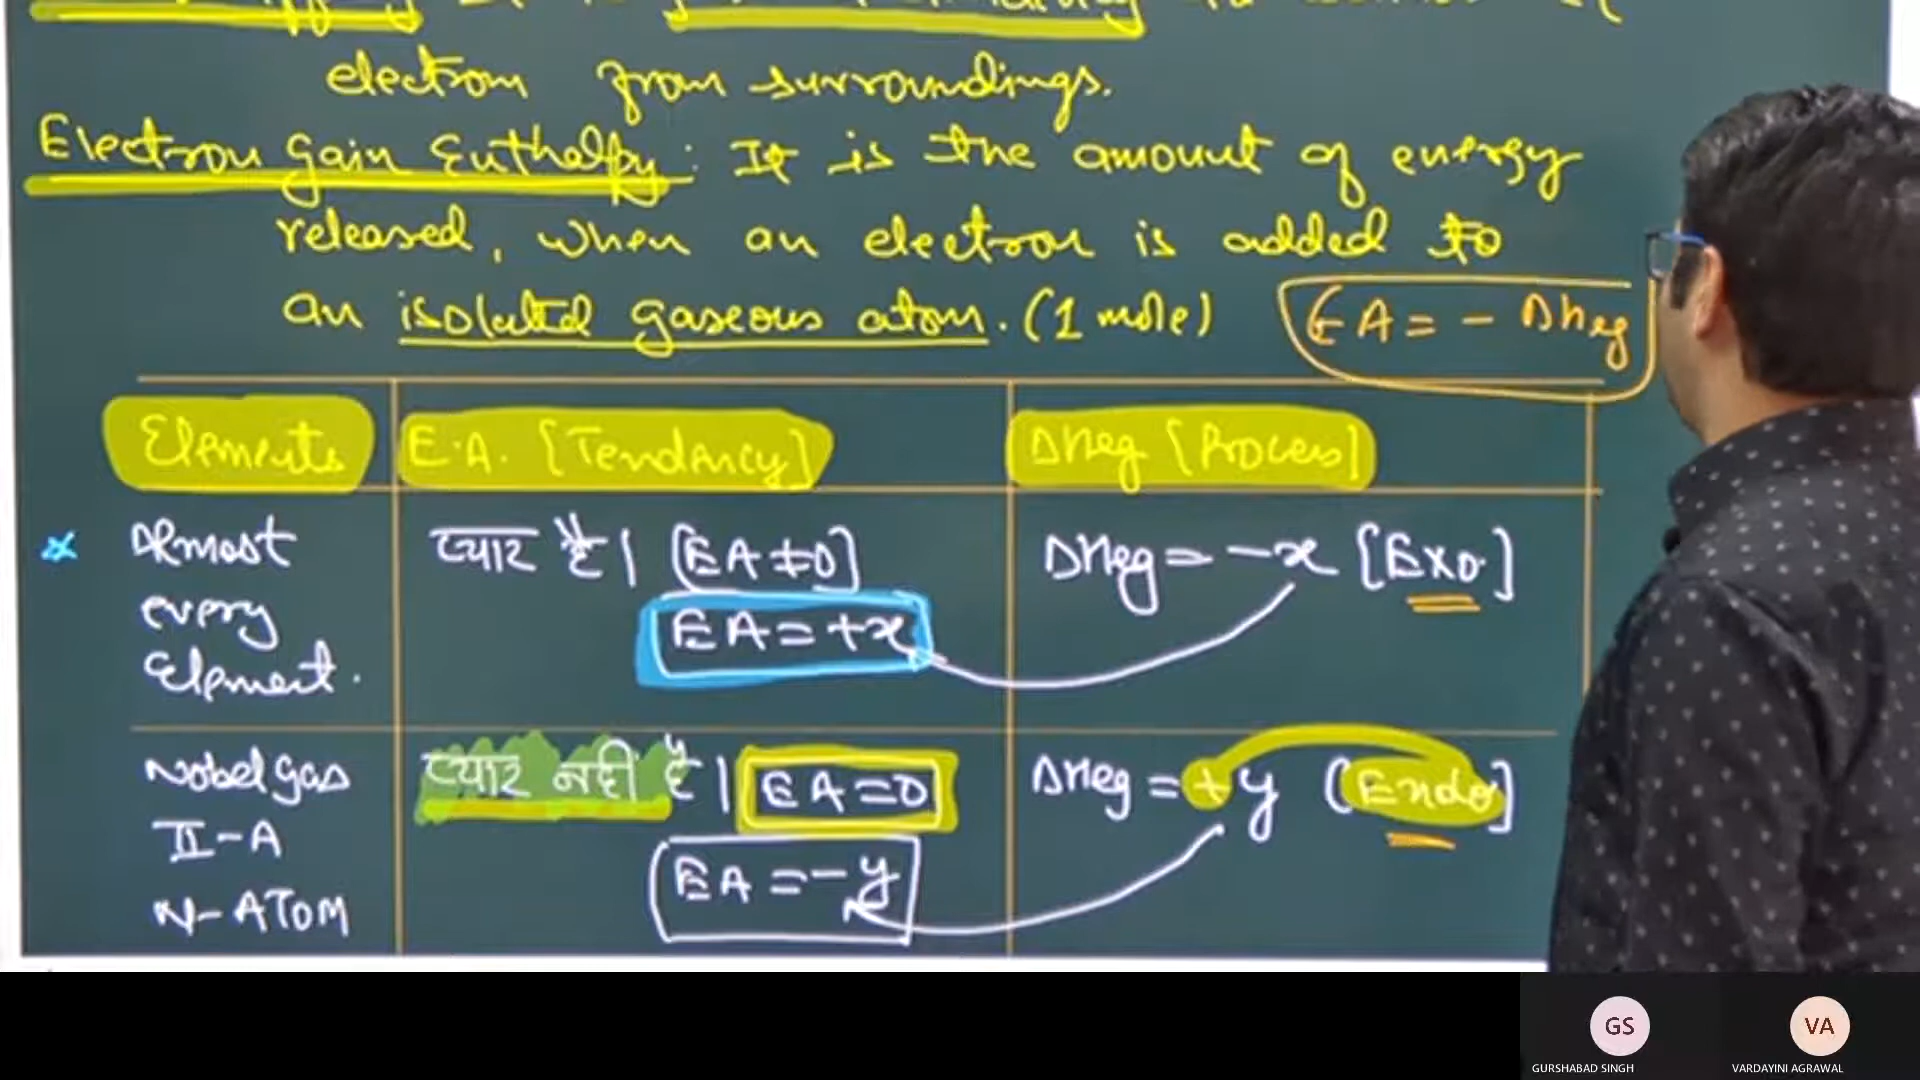 electron from surroundings.
Electron Gain Enthalpy: It is the amount of energy
released, when an electron is added to
an isolated gaseous atom. (1 mole)
EA = - ΔHeg
Elements
E.A. [Tendancy]
ΔHeg [Process]
Almost
every
Element.
प्यार है। [EA≠0]
EA=+x
ΔHeg = -x [Exo.]
Nobel gas
II-A
N-ATOM
प्यार नहीं है। EA=0
EA=-y
ΔHeg = +y [Endo]
GS
VA
GURSHABAD SINGH
VARDAYINI AGRAWAL